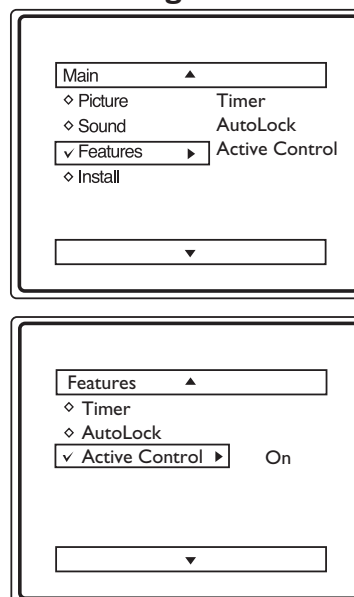 Main ▲
◇ Picture Timer
◇ Sound AutoLock
✓ Features ▶ Active Control
◇ Install
▼
Features ▲
◇ Timer
◇ AutoLock
✓ Active Control ▶ On
▼